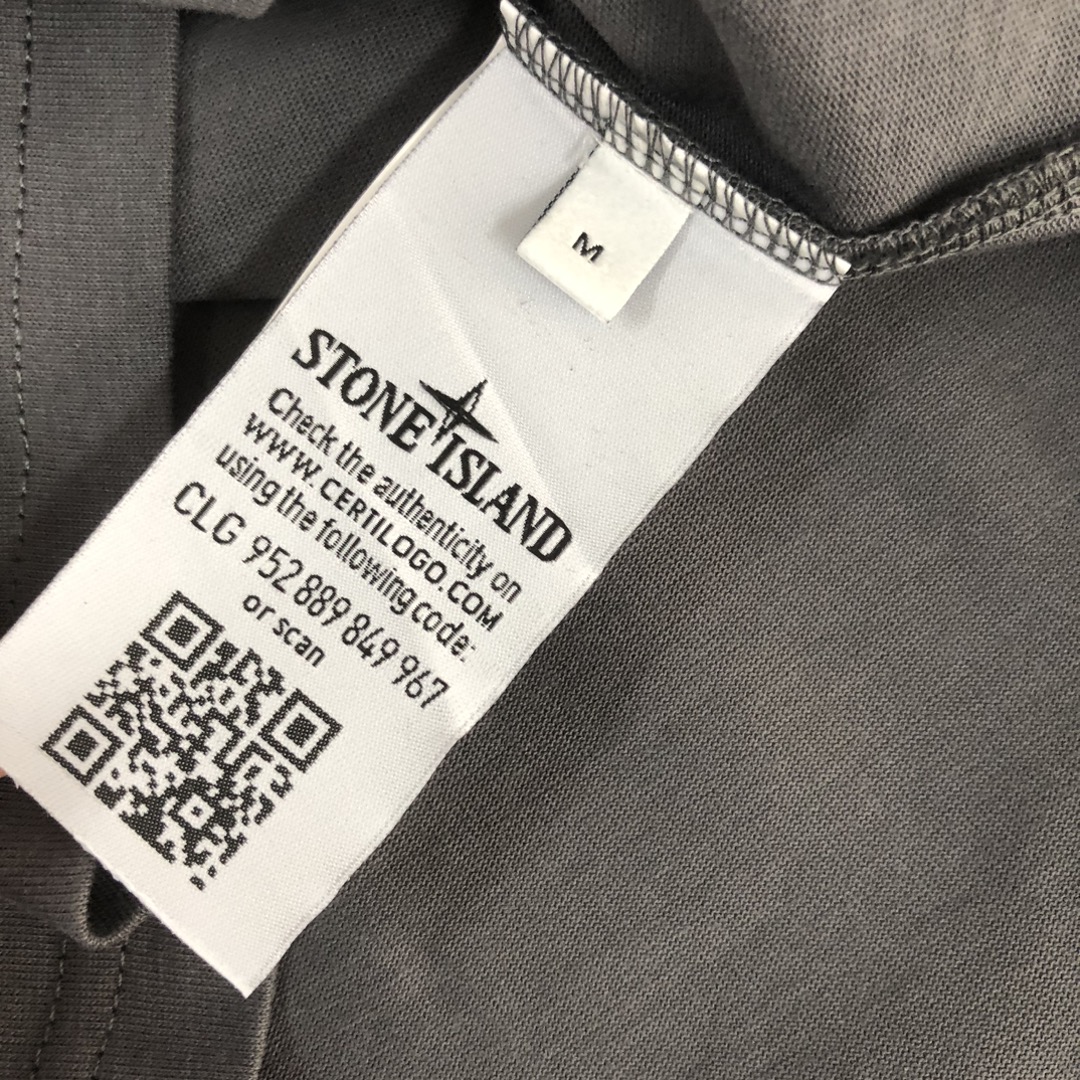 M
STONE ISLAND
Check the authenticity on
WWW.CERTILOGO.COM
using the following code:
CLG 952 889 849 967
or scan